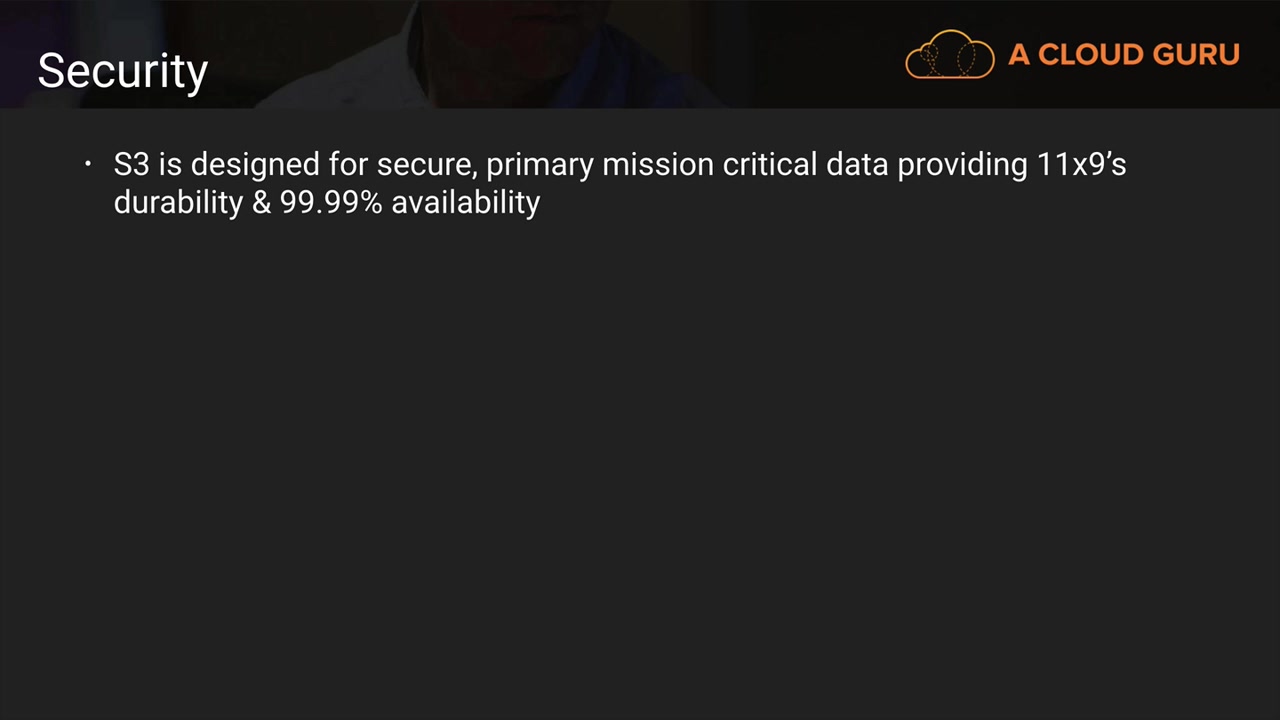 Security
A CLOUD GURU
• S3 is designed for secure, primary mission critical data providing 11x9’s
durability & 99.99% availability